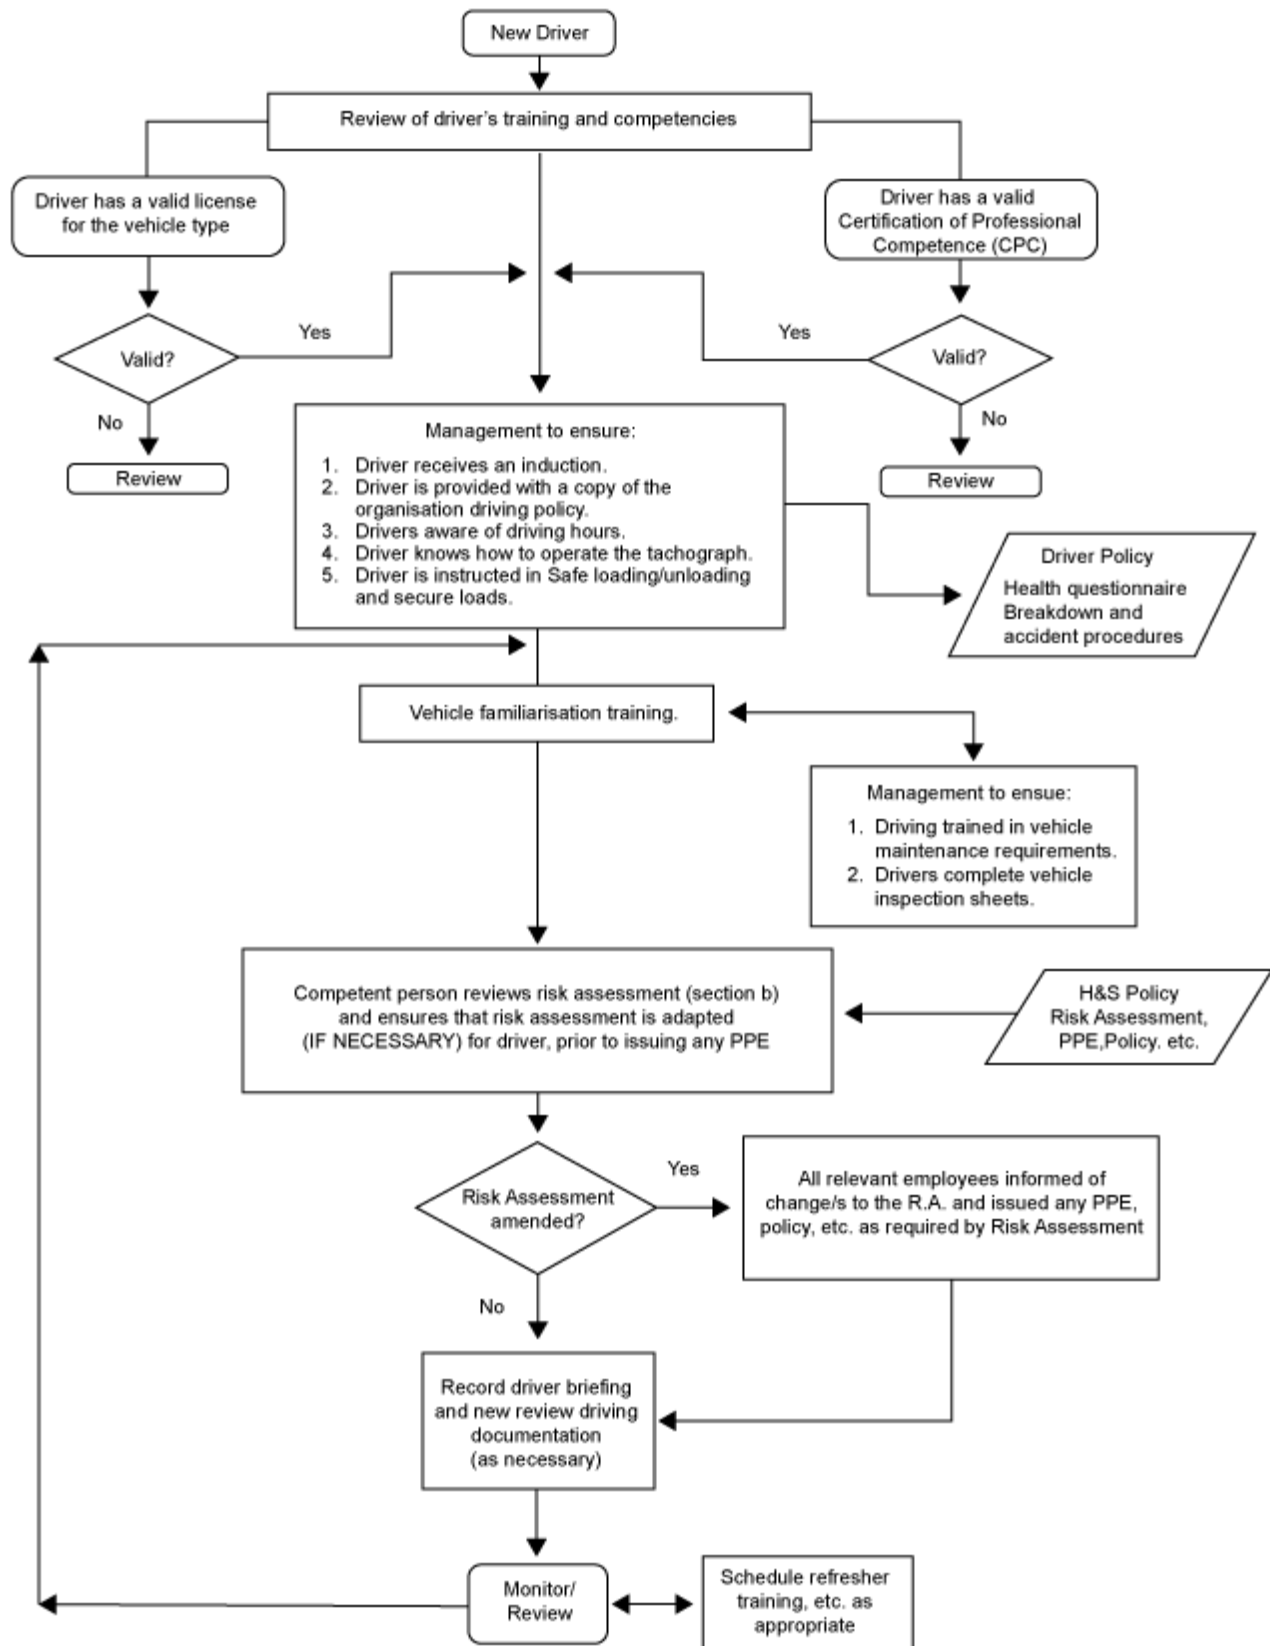 New Driver
Review of driver's training and competencies
Driver has a valid license
for the vehicle type
Driver has a valid
Certification of Professional
Competence (CPC)
Yes
Yes
Valid?
Valid?
No
No
Review
Review
Management to ensure:
1. Driver receives an induction.
2. Driver is provided with a copy of the
organisation driving policy.
3. Drivers aware of driving hours.
4. Driver knows how to operate the tachograph.
5. Driver is instructed in Safe loading/unloading
and secure loads.
Driver Policy
Health questionnaire
Breakdown and
accident procedures
Vehicle familiarisation training.
Management to ensue:
1. Driving trained in vehicle
maintenance requirements.
2. Drivers complete vehicle
inspection sheets.
Competent person reviews risk assessment (section b)
and ensures that risk assessment is adapted
(IF NECESSARY) for driver, prior to issuing any PPE
H&S Policy
Risk Assessment,
PPE,Policy. etc.
Risk Assessment
amended?
Yes
All relevant employees informed of
change/s to the R.A. and issued any PPE,
policy, etc. as required by Risk Assessment
No
Record driver briefing
and new review driving
documentation
(as necessary)
Monitor/
Review
Schedule refresher
training, etc. as
appropriate